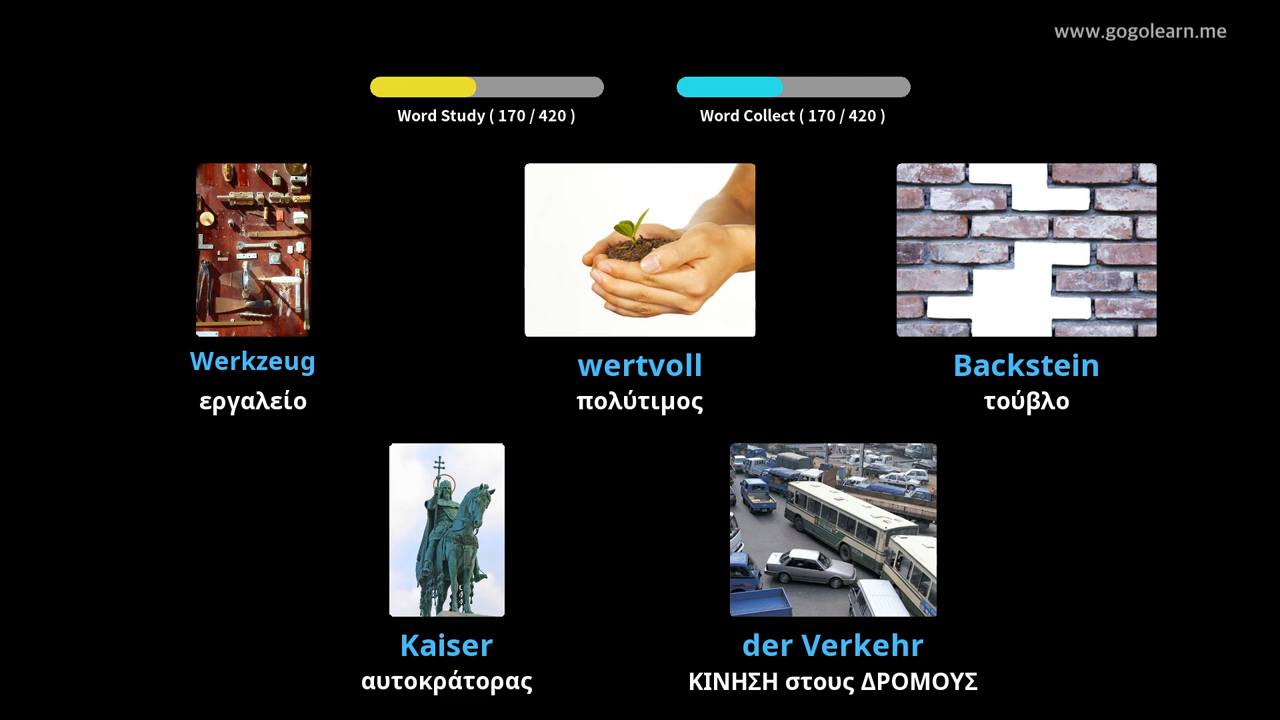 www.gogolearn.me
Word Study ( 170 / 420 )
Word Collect ( 170 / 420 )
Werkzeug
εργαλείο
wertvoll
πολύτιμος
Backstein
τούβλο
Kaiser
αυτοκράτορας
der Verkehr
ΚΙΝΗΣΗ στους ΔΡΟΜΟΥΣ